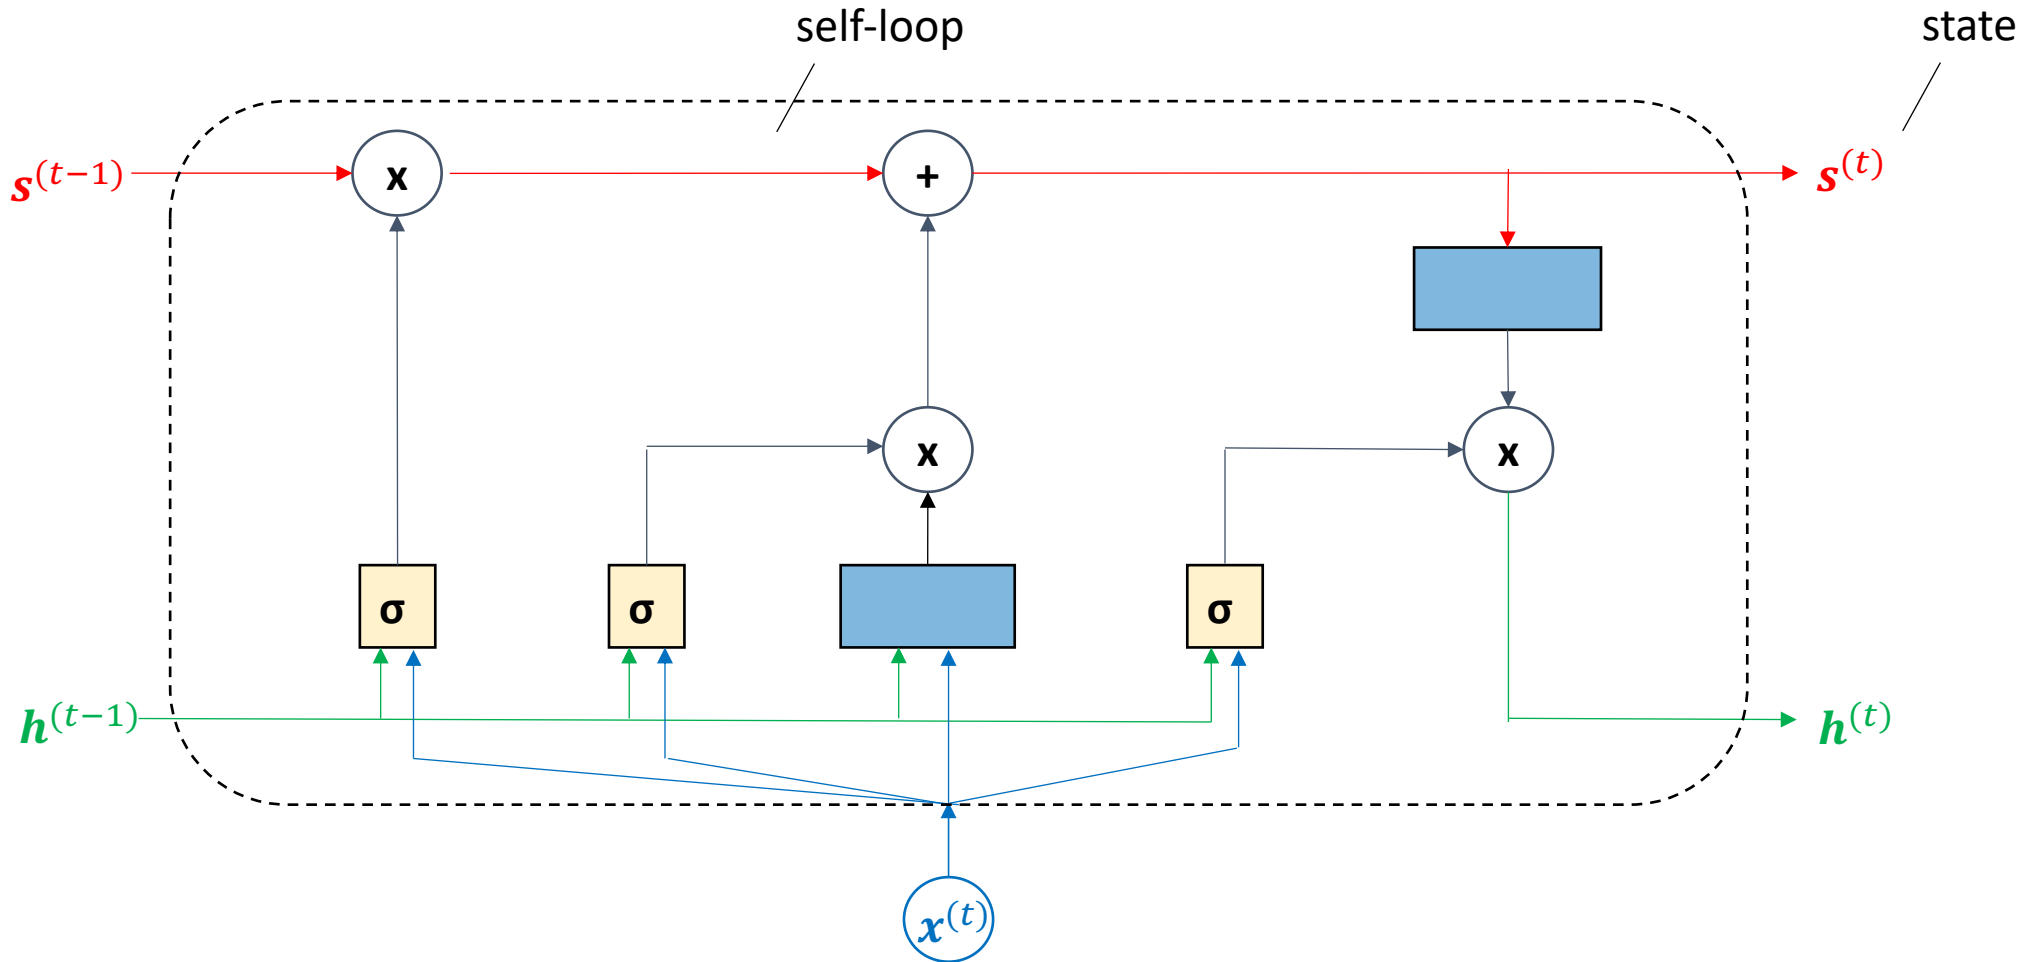 self-loop
state
s^(t−1)
x
+
s^(t)
x
x
σ
σ
σ
h^(t−1)
h^(t)
x^(t)